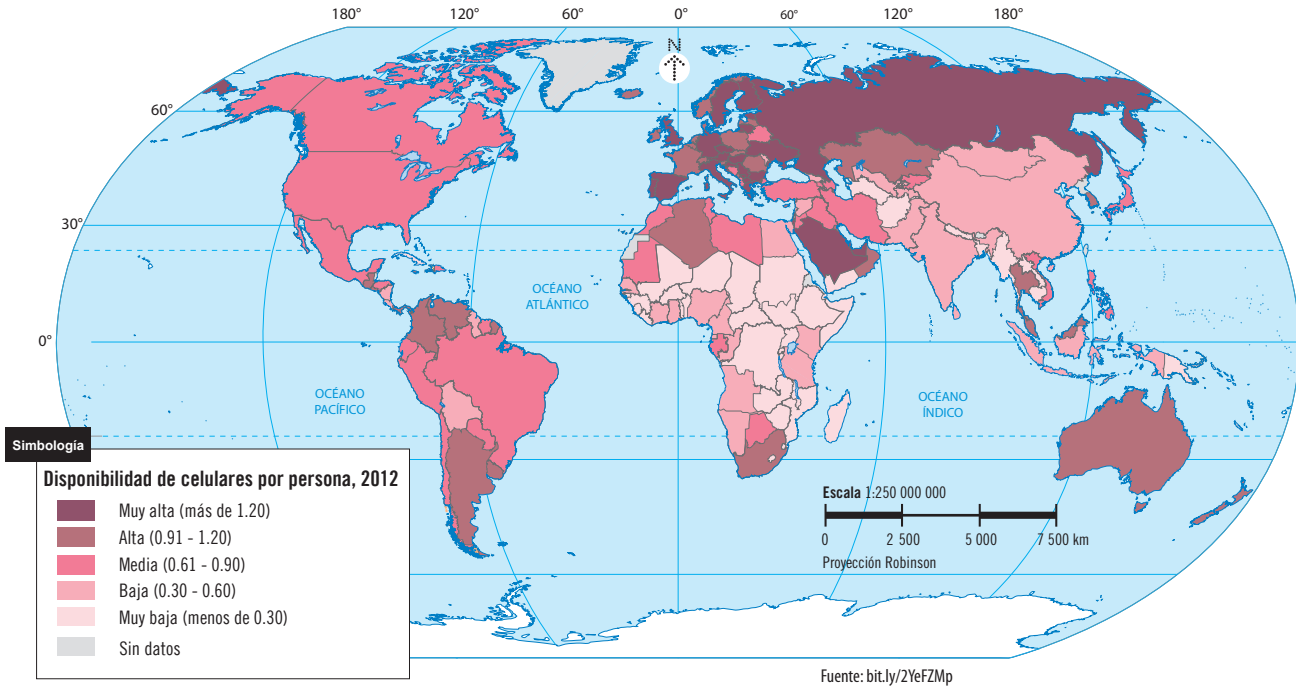 180° 120° 60° 0° 60° 120° 180°
N
60°
30°
0°
OCÉANO
ATLÁNTICO
OCÉANO
PACÍFICO
OCÉANO
ÍNDICO
Simbología
Disponibilidad de celulares por persona, 2012
Muy alta (más de 1.20)
Alta (0.91 - 1.20)
Media (0.61 - 0.90)
Baja (0.30 - 0.60)
Muy baja (menos de 0.30)
Sin datos
Escala 1:250 000 000
0 2 500 5 000 7 500 km
Proyección Robinson
Fuente: bit.ly/2YeFZMp